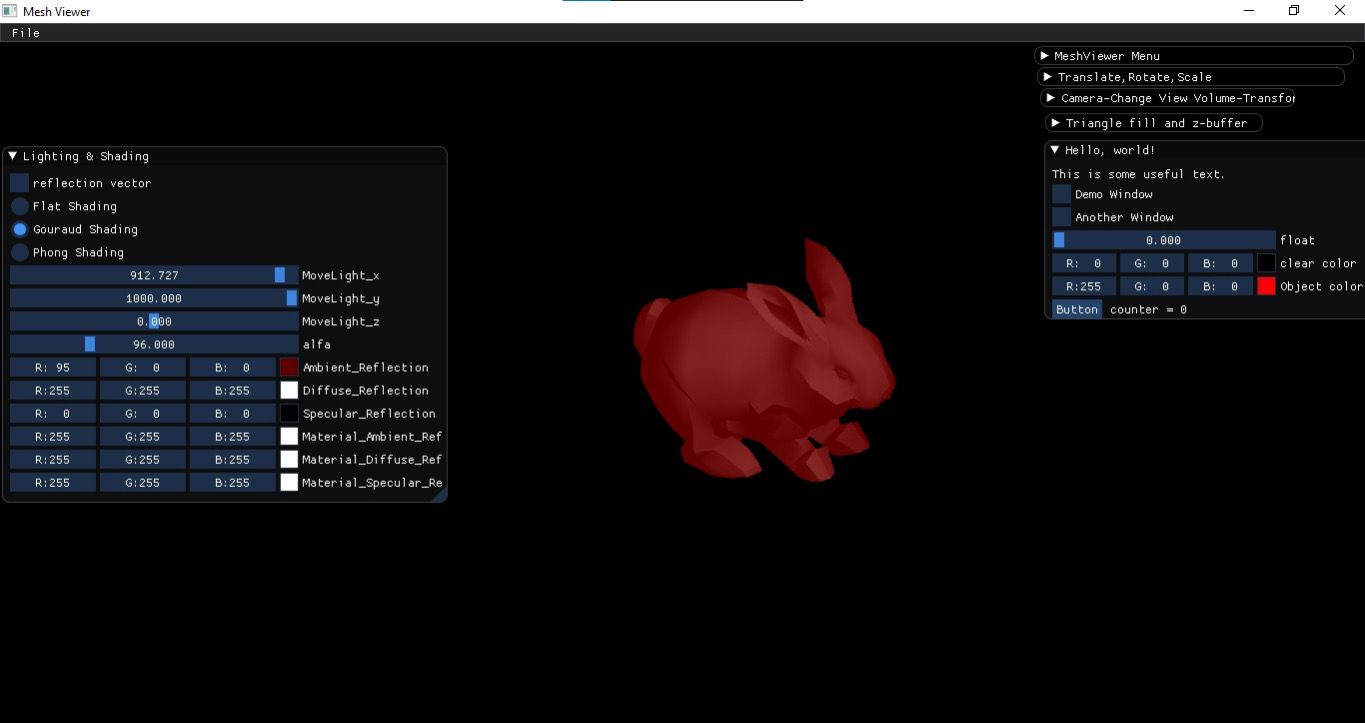 Mesh Viewer
File
MeshViewer Menu
Translate,Rotate,Scale
Camera-Change View Volume-Transfor
Triangle fill and z-buffer
Lighting & Shading
reflection vector
Flat Shading
Gouraud Shading
Phong Shading
912.727 MoveLight_x
1000.000 MoveLight_y
0.000 MoveLight_z
96.000 alfa
R: 95 G: 0 B: 0 Ambient_Reflection
R:255 G:255 B:255 Diffuse_Reflection
R: 0 G: 0 B: 0 Specular_Reflection
R:255 G:255 B:255 Material_Ambient_Ref
R:255 G:255 B:255 Material_Diffuse_Ref
R:255 G:255 B:255 Material_Specular_Re
Hello, world!
This is some useful text.
Demo Window
Another Window
0.000 float
R: 0 G: 0 B: 0 clear color
R:255 G: 0 B: 0 Object color
Button counter = 0